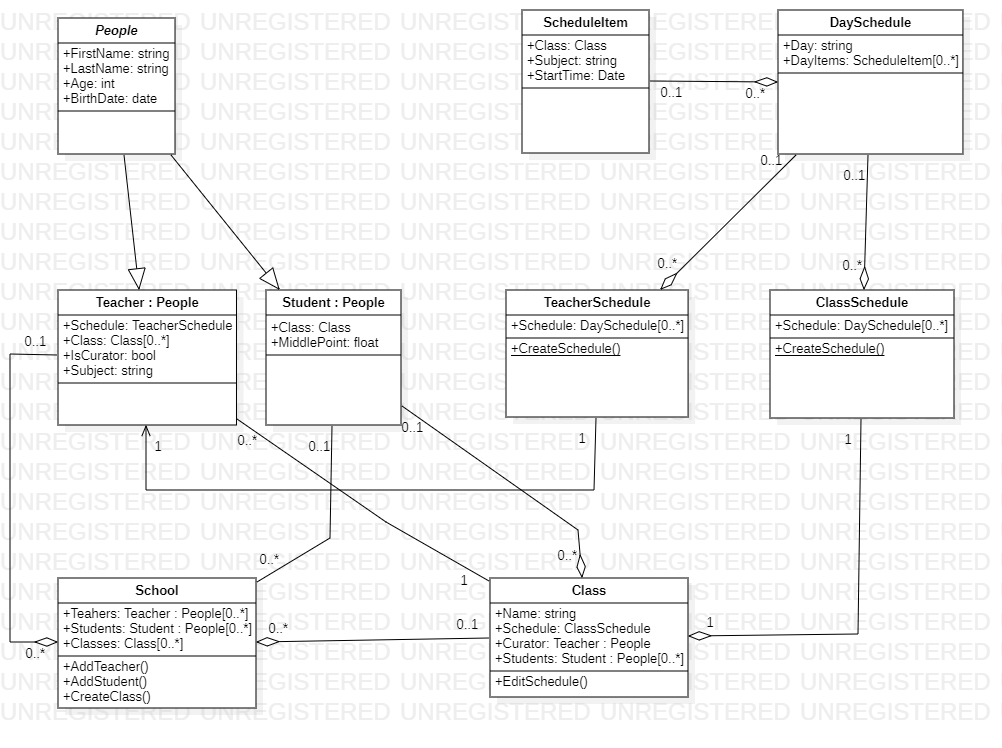 People
+FirstName: string
+LastName: string
+Age: int
+BirthDate: date
ScheduleItem
+Class: Class
+Subject: string
+StartTime: Date
DaySchedule
+Day: string
+DayItems: ScheduleItem[0..*]
0..1
0..*
0..1
0..1
0..*
0..*
Teacher : People
+Schedule: TeacherSchedule
+Class: Class[0..*]
+IsCurator: bool
+Subject: string
Student : People
+Class: Class
+MiddlePoint: float
TeacherSchedule
+Schedule: DaySchedule[0..*]
+CreateSchedule()
ClassSchedule
+Schedule: DaySchedule[0..*]
+CreateSchedule()
0..1
1
0..*
0..1
0..1
1
1
0..*
1
0..*
School
+Teahers: Teacher : People[0..*]
+Students: Student : People[0..*]
+Classes: Class[0..*]
+AddTeacher()
+AddStudent()
+CreateClass()
0..*
0..*
0..1
Class
+Name: string
+Schedule: ClassSchedule
+Curator: Teacher : People
+Students: Student : People[0..*]
+EditSchedule()
1
UNREGISTERED